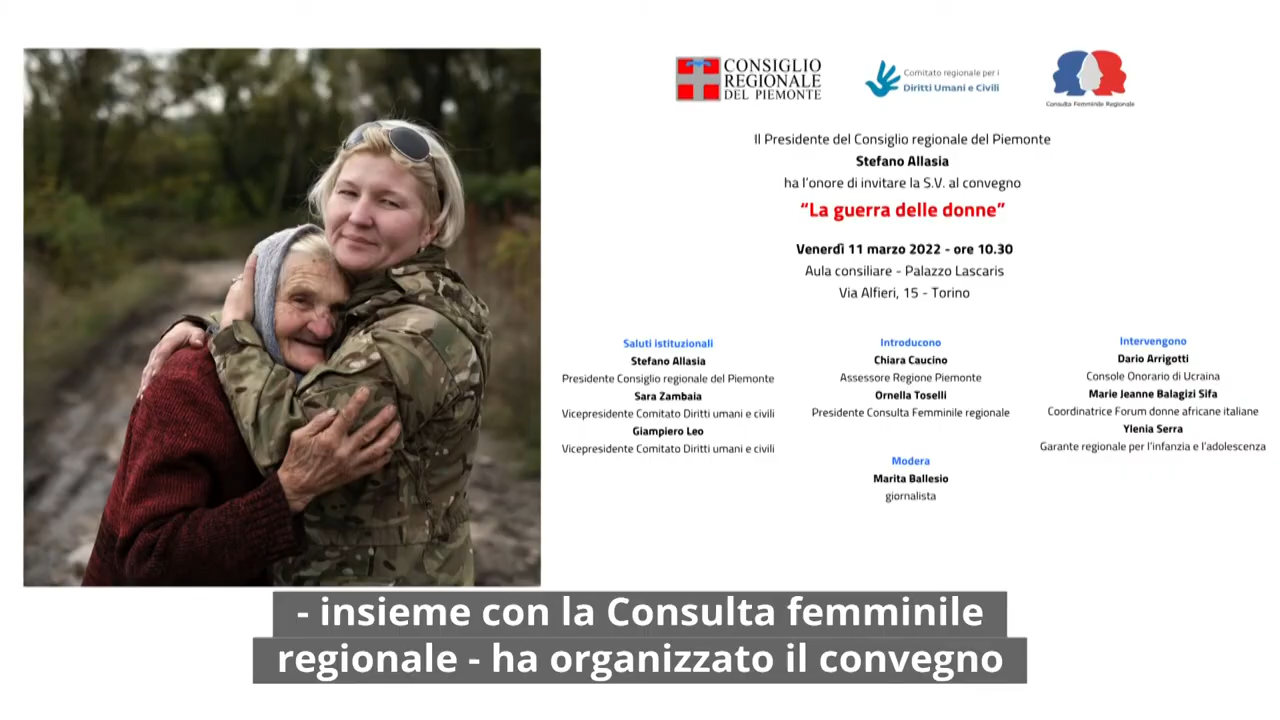 CONSIGLIO
REGIONALE
DEL PIEMONTE
Comitato regionale per i
Diritti Umani e Civili
Consulta Femminile Regionale
Il Presidente del Consiglio regionale del Piemonte
Stefano Allasia
ha l'onore di invitare la S.V. al convegno
“La guerra delle donne”
Venerdì 11 marzo 2022 - ore 10.30
Aula consiliare - Palazzo Lascaris
Via Alfieri, 15 - Torino
Saluti istituzionali
Stefano Allasia
Presidente Consiglio regionale del Piemonte
Sara Zambaia
Vicepresidente Comitato Diritti umani e civili
Giampiero Leo
Vicepresidente Comitato Diritti umani e civili
Introducono
Chiara Caucino
Assessore Regione Piemonte
Ornella Toselli
Presidente Consulta Femminile regionale
Modera
Marita Ballesio
giornalista
Intervengono
Dario Arrigotti
Console Onorario di Ucraina
Marie Jeanne Balagizi Sifa
Coordinatrice Forum donne africane italiane
Ylenia Serra
Garante regionale per l'infanzia e l'adolescenza
- insieme con la Consulta femminile
regionale - ha organizzato il convegno